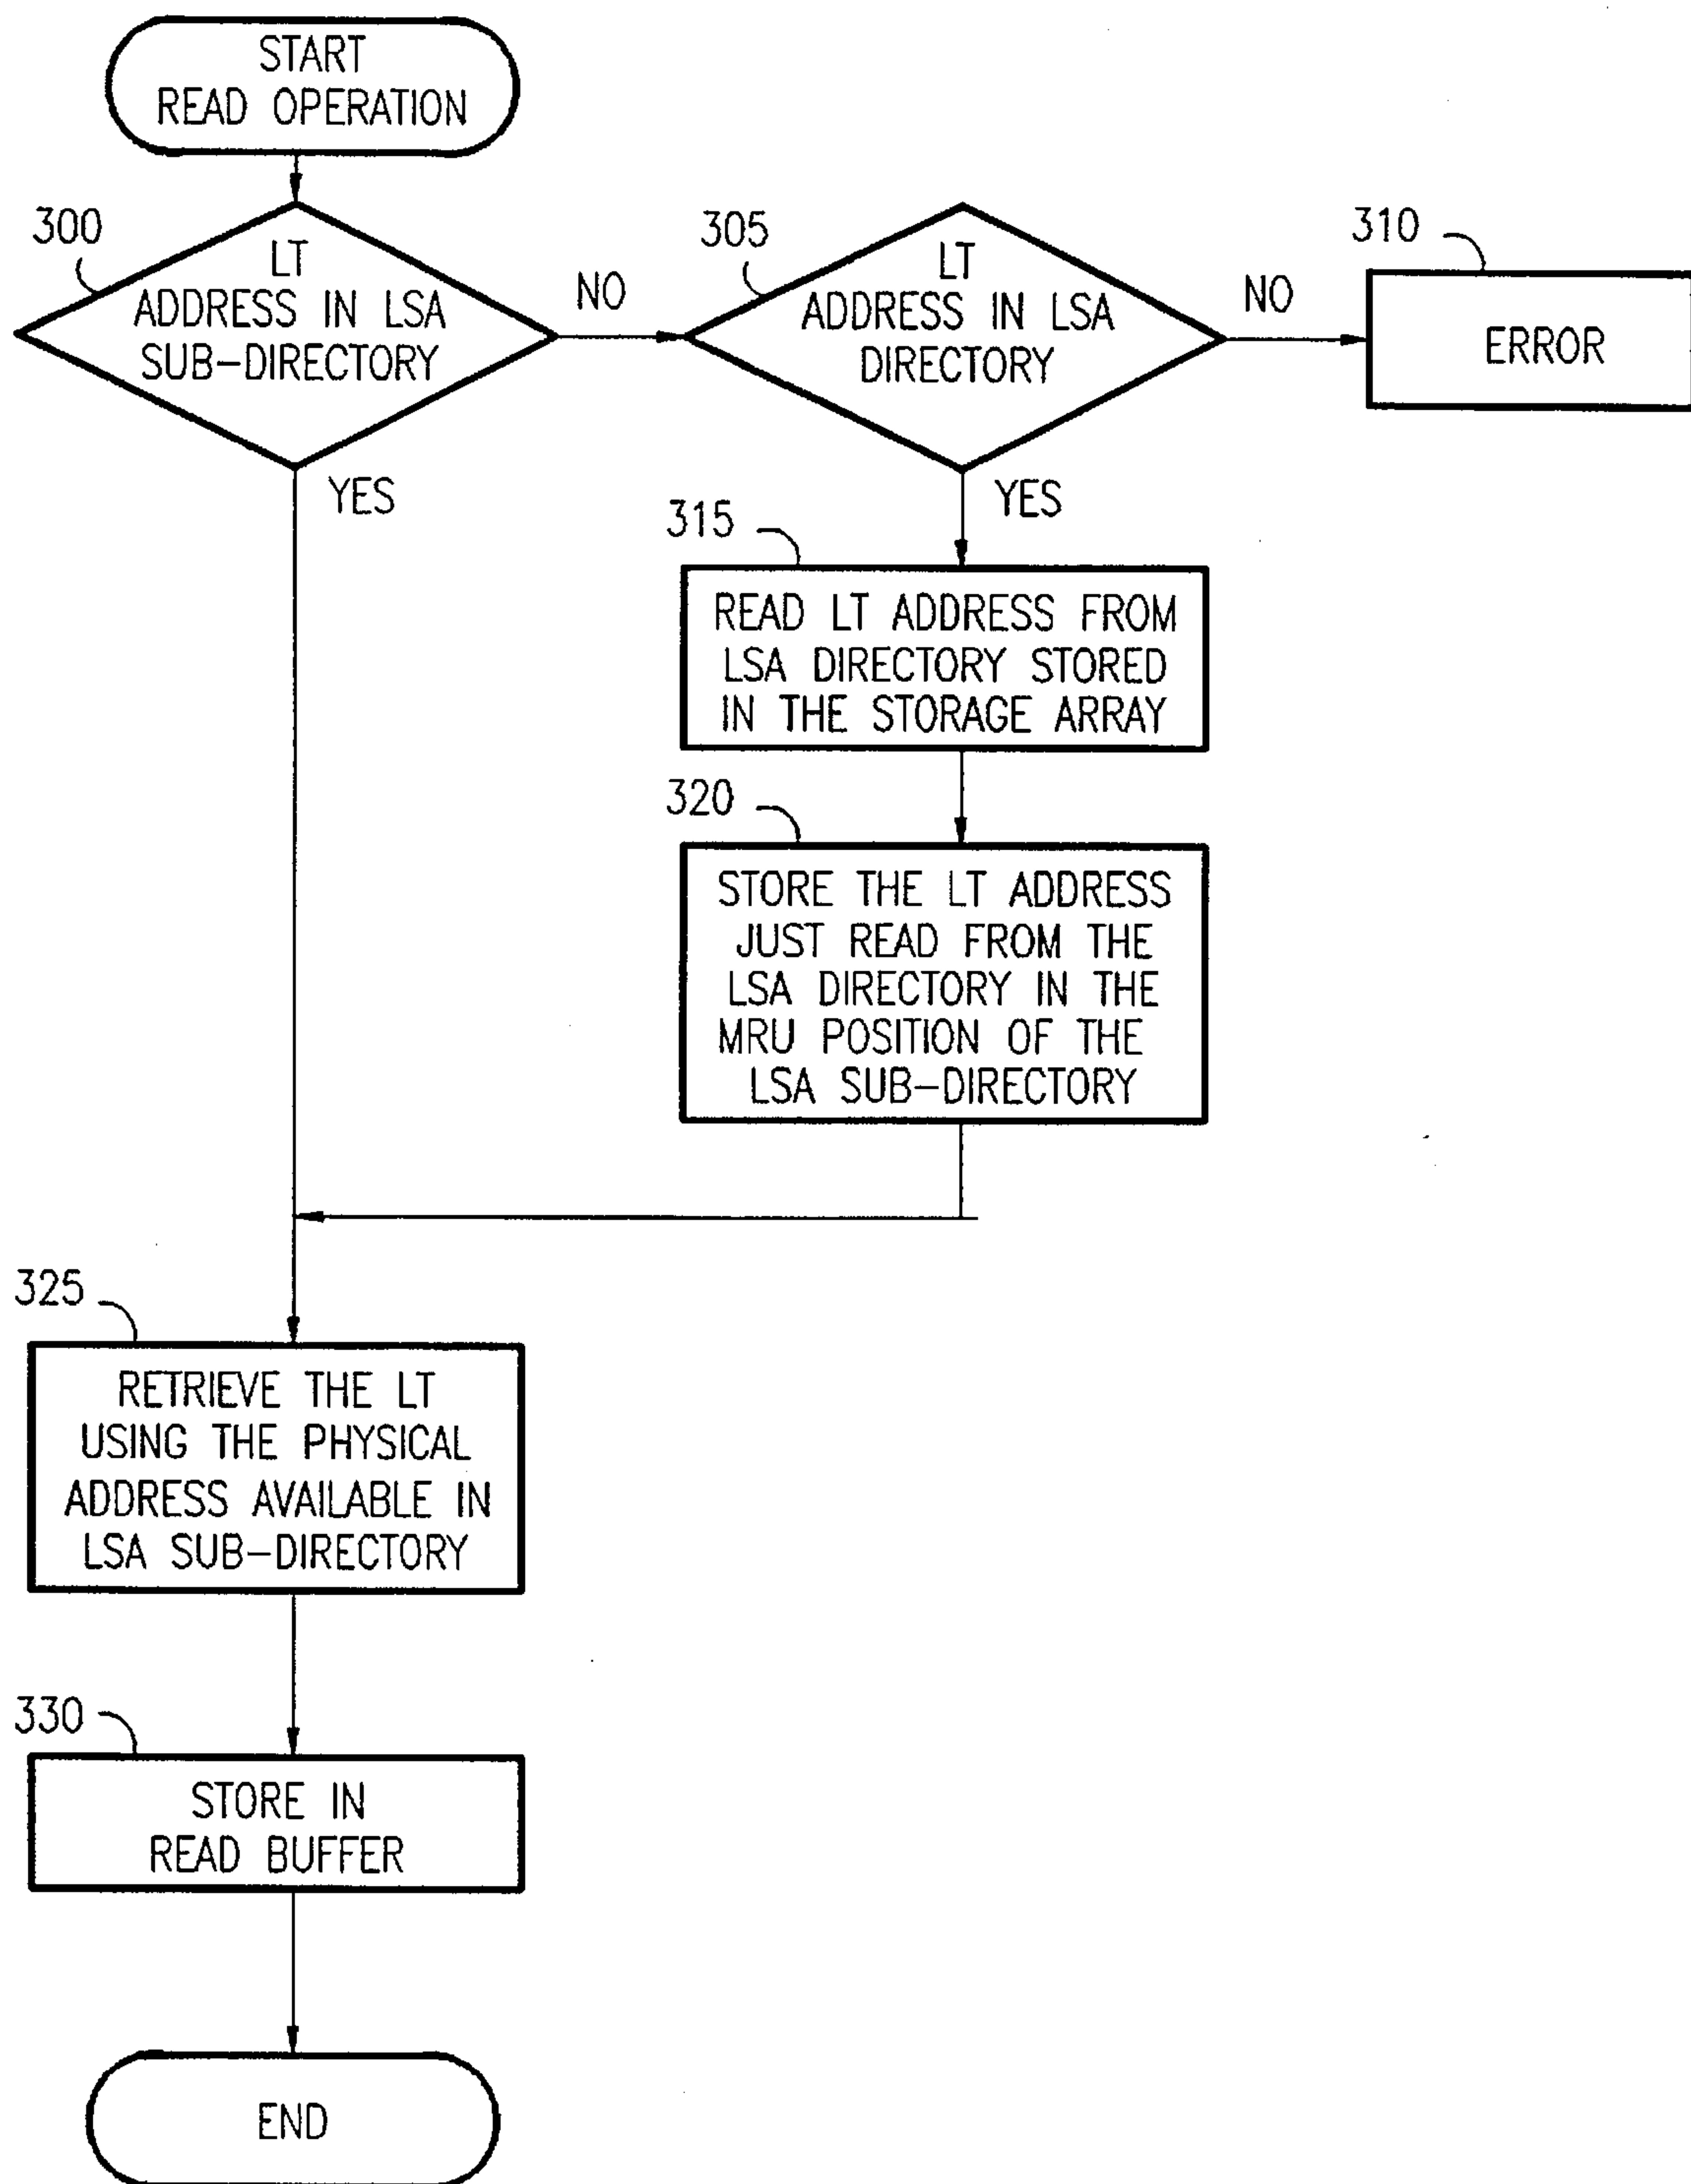 START
READ OPERATION
300
LT
ADDRESS IN LSA
SUB-DIRECTORY
NO
YES
305
LT
ADDRESS IN LSA
DIRECTORY
NO
YES
310
ERROR
315
READ LT ADDRESS FROM
LSA DIRECTORY STORED
IN THE STORAGE ARRAY
320
STORE THE LT ADDRESS
JUST READ FROM THE
LSA DIRECTORY IN THE
MRU POSITION OF THE
LSA SUB-DIRECTORY
325
RETRIEVE THE LT
USING THE PHYSICAL
ADDRESS AVAILABLE IN
LSA SUB-DIRECTORY
330
STORE IN
READ BUFFER
END